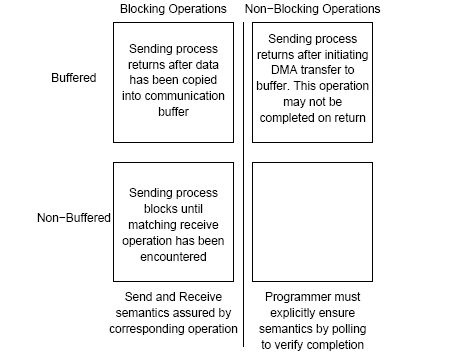 Blocking Operations
Non-Blocking Operations
Buffered
Sending process
returns after data
has been copied
into communication
buffer
Sending process
returns after initiating
DMA transfer to
buffer. This operation
may not be
completed on return
Non-Buffered
Sending process
blocks until
matching receive
operation has been
encountered
Send and Receive
semantics assured by
corresponding operation
Programmer must
explicitly ensure
semantics by polling
to verify completion